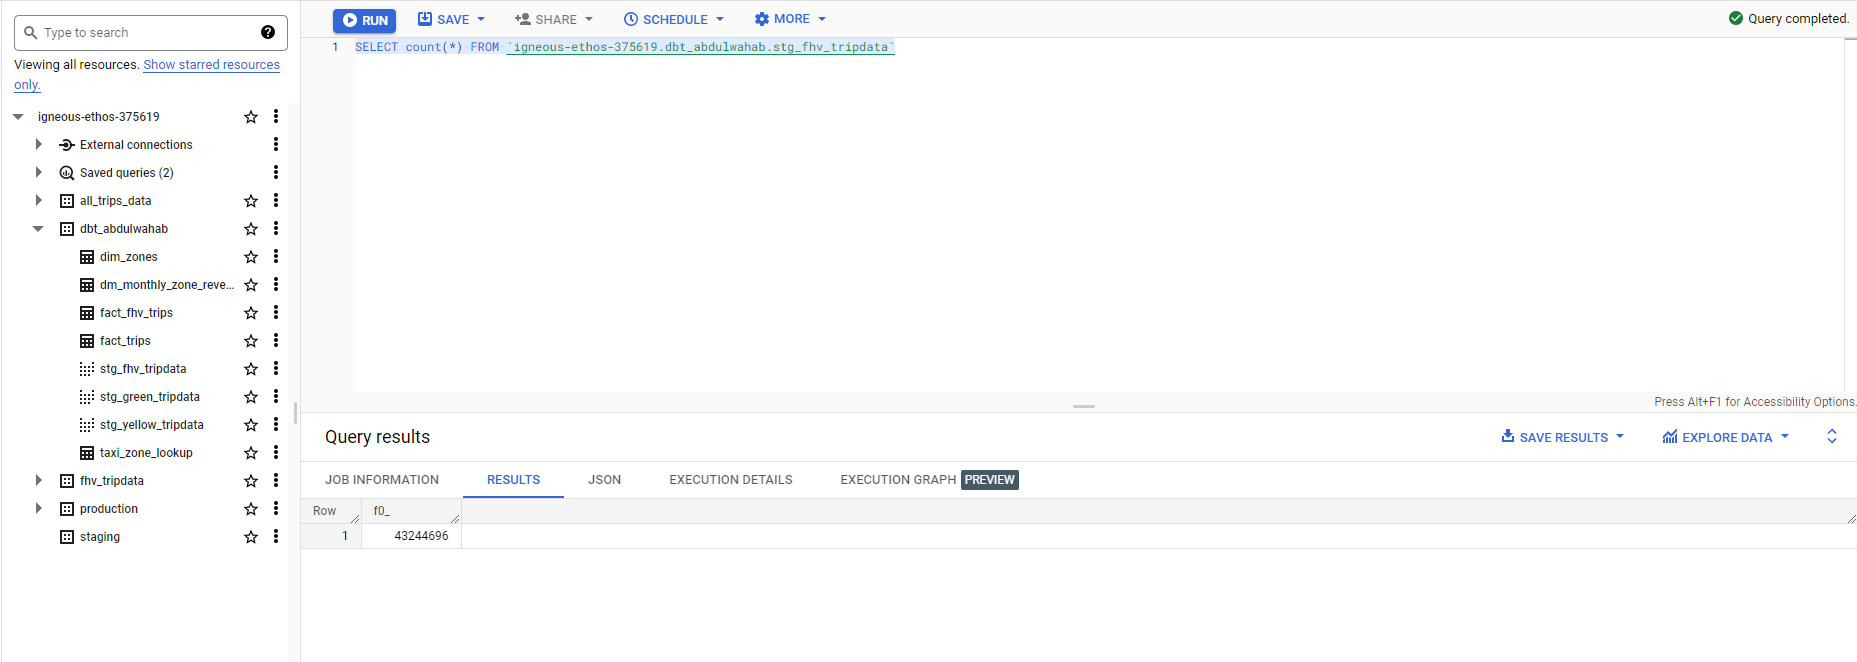 Type to search
Viewing all resources. Show starred resources
only.
igneous-ethos-375619
External connections
Saved queries (2)
all_trips_data
dbt_abdulwahab
dim_zones
dm_monthly_zone_reve...
fact_fhv_trips
fact_trips
stg_fhv_tripdata
stg_green_tripdata
stg_yellow_tripdata
taxi_zone_lookup
fhv_tripdata
production
staging
RUN SAVE SHARE SCHEDULE MORE Query completed.
1 SELECT count(*) FROM `igneous-ethos-375619.dbt_abdulwahab.stg_fhv_tripdata`
Press Alt+F1 for Accessibility Options.
Query results SAVE RESULTS EXPLORE DATA
JOB INFORMATION RESULTS JSON EXECUTION DETAILS EXECUTION GRAPH PREVIEW
Row f0_
1 43244696